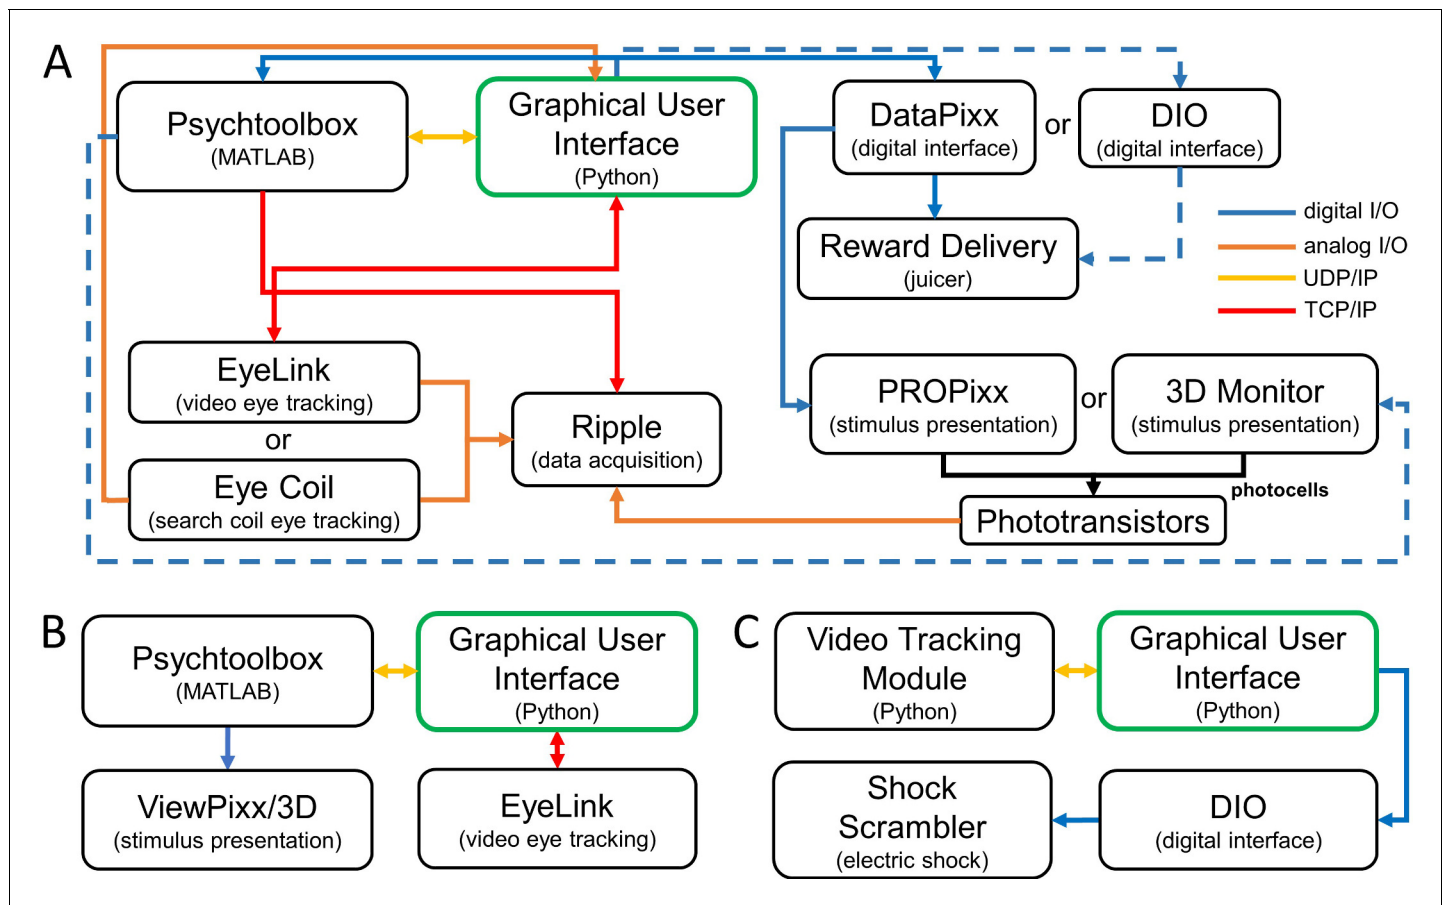 A
Psychtoolbox
(MATLAB)
Graphical User
Interface
(Python)
DataPixx
(digital interface)
or
DIO
(digital interface)
Reward Delivery
(juicer)
digital I/O
analog I/O
UDP/IP
TCP/IP
EyeLink
(video eye tracking)
or
Eye Coil
(search coil eye tracking)
Ripple
(data acquisition)
PROPixx
(stimulus presentation)
or
3D Monitor
(stimulus presentation)
photocells
Phototransistors
B
Psychtoolbox
(MATLAB)
Graphical User
Interface
(Python)
ViewPixx/3D
(stimulus presentation)
EyeLink
(video eye tracking)
C
Video Tracking
Module
(Python)
Graphical User
Interface
(Python)
Shock
Scrambler
(electric shock)
DIO
(digital interface)